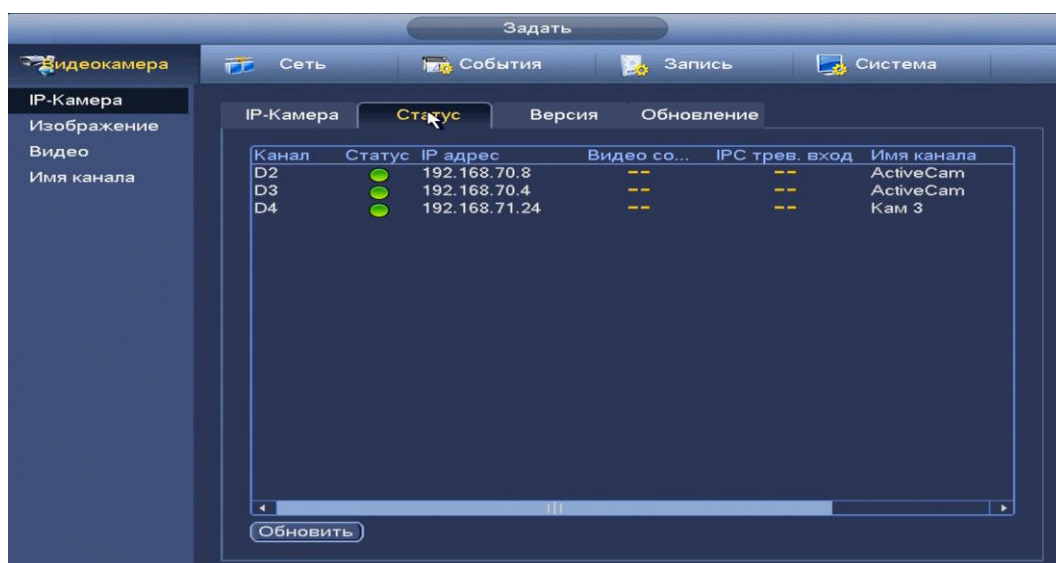 Задать
Видеокамера Сеть События Запись Система
IP-Камера
Изображение
Видео
Имя канала
IP-Камера Статус Версия Обновление
Канал Статус IP адрес Видео со... IPC трев. вход Имя канала
D2 192.168.70.8 -- -- ActiveCam
D3 192.168.70.4 -- -- ActiveCam
D4 192.168.71.24 -- -- Кам 3
Обновить